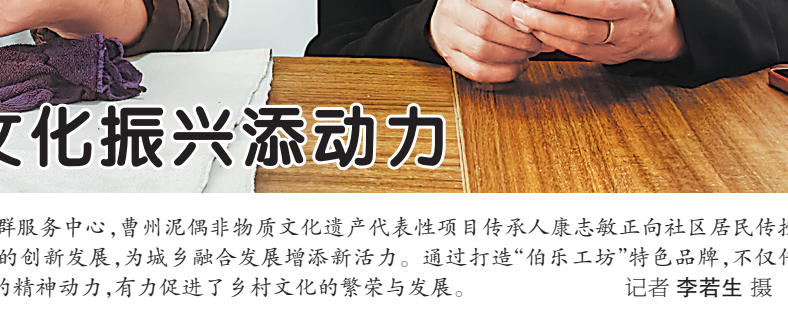 文化振兴添动力
群服务中心,曹州泥偶非物质文化遗产代表性项目传承人康志敏正向社区居民传
的创新发展,为城乡融合发展增添新活力。通过打造“伯乐工坊”特色品牌,不仅
的精神动力,有力促进了乡村文化的繁荣与发展。 记者 李若生 摄